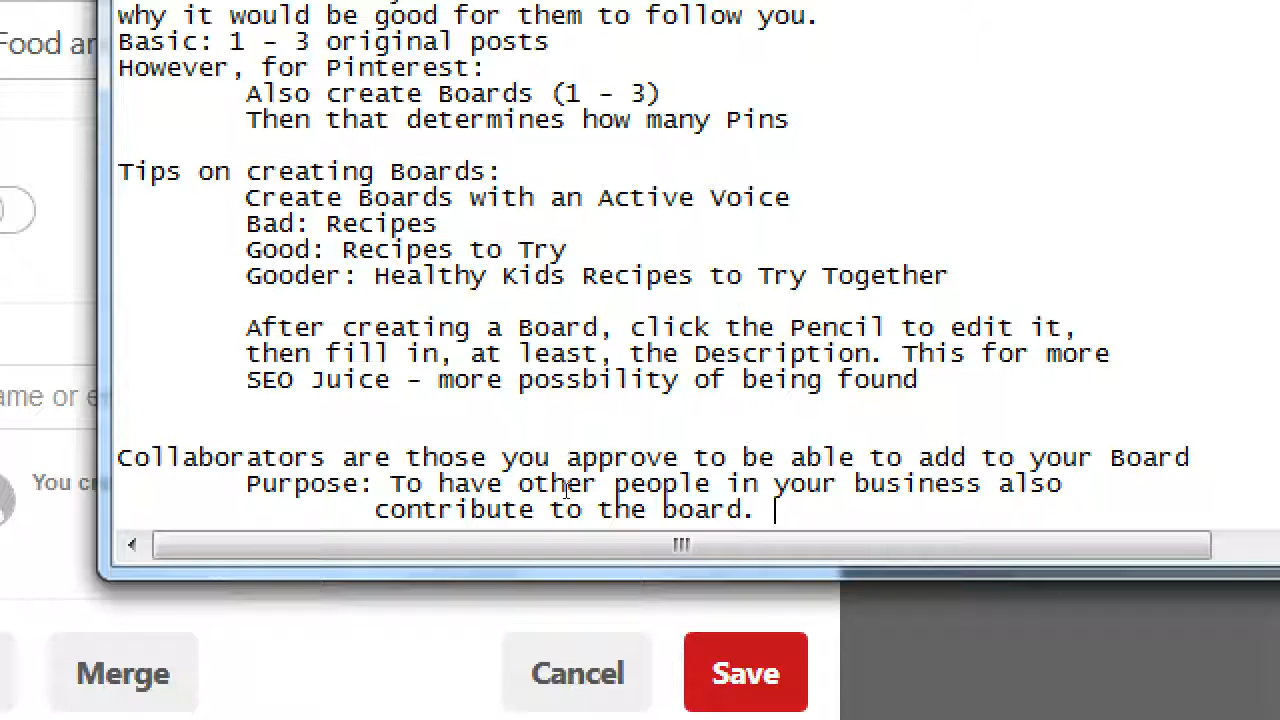 why it would be good for them to follow you.
Basic: 1 – 3 original posts
However, for Pinterest:
Also create Boards (1 – 3)
Then that determines how many Pins
Tips on creating Boards:
Create Boards with an Active Voice
Bad: Recipes
Good: Recipes to Try
Gooder: Healthy Kids Recipes to Try Together
After creating a Board, click the Pencil to edit it,
then fill in, at least, the Description. This for more
SEO Juice – more possbility of being found
Collaborators are those you approve to be able to add to your Board
Purpose: To have other people in your business also
contribute to the board.
Food
You
Merge
Cancel
Save